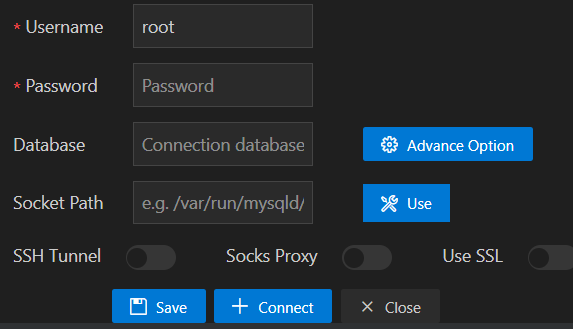 * Username root
* Password Password
Database Connection database Advance Option
Socket Path e.g. /var/run/mysqld/ Use
SSH Tunnel Socks Proxy Use SSL
Save Connect Close